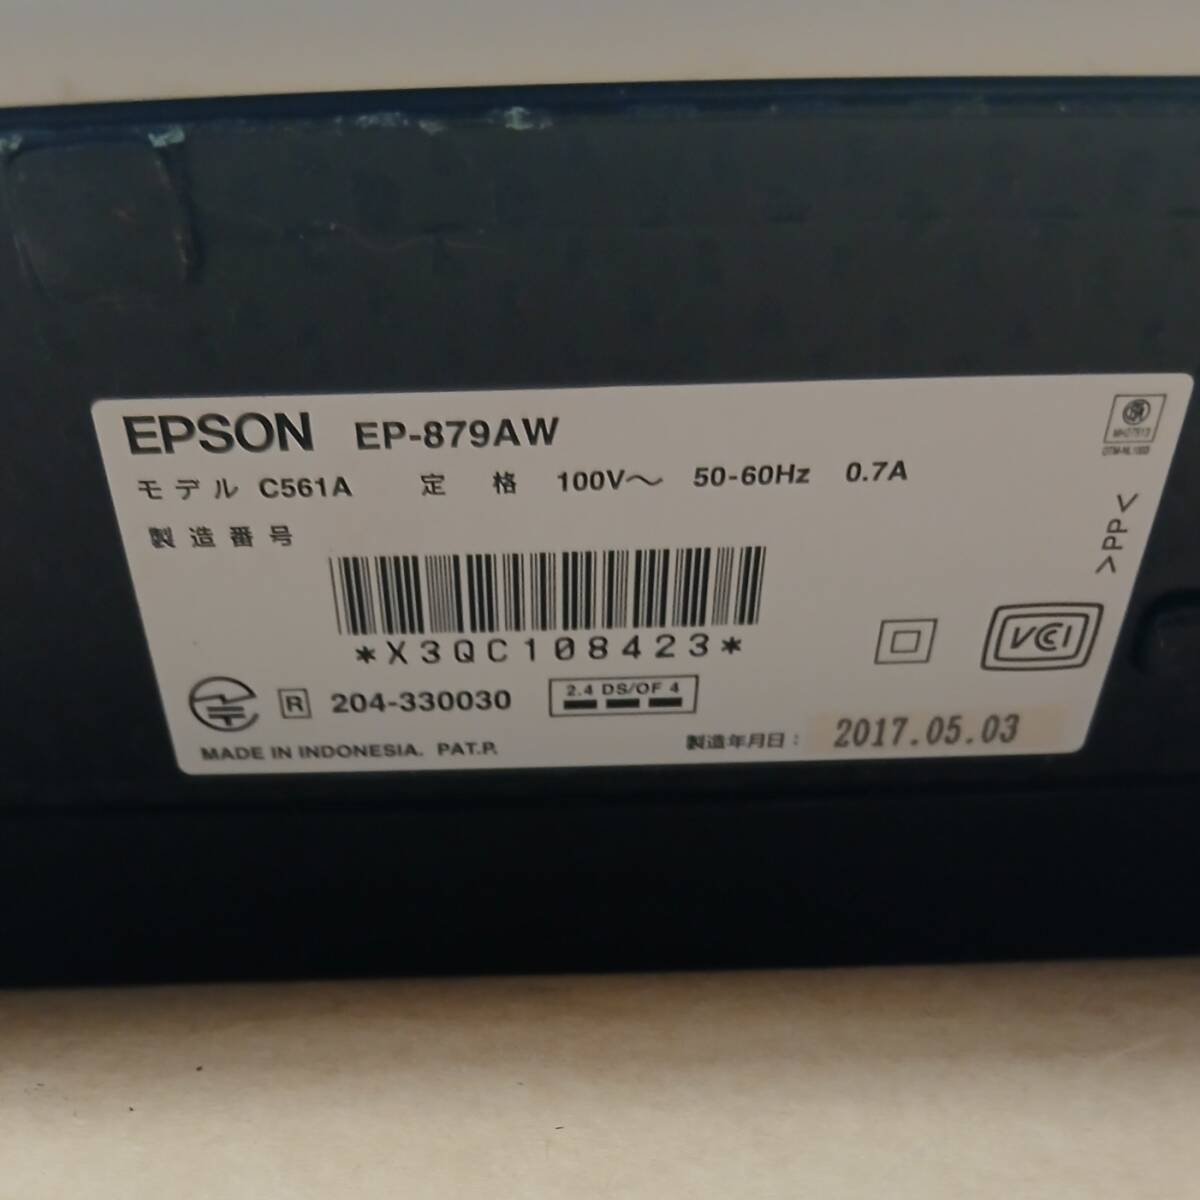 EPSON EP-879AW
モデル C561A 定格 100V〜 50-60Hz 0.7A
製造番号
*X3QC108423*
R 204-330030 2.4 DS/OF 4
MADE IN INDONESIA. PAT.P. 製造年月日: 2017.05.03
>PP<
VCCI